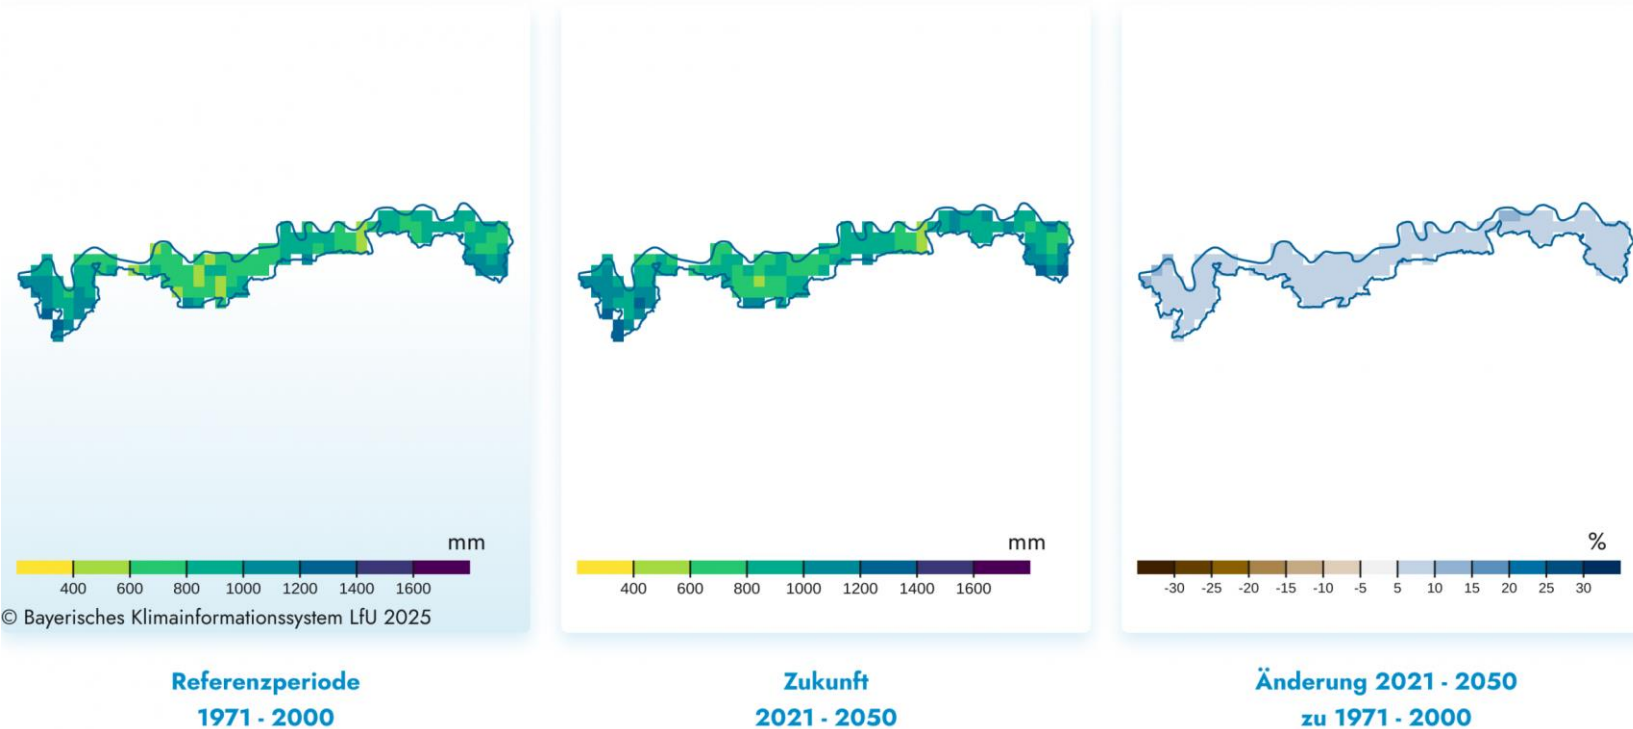 mm
400 600 800 1000 1200 1400 1600
© Bayerisches Klimainformationssystem LfU 2025
Referenzperiode
1971 - 2000
mm
400 600 800 1000 1200 1400 1600
Zukunft
2021 - 2050
%
-30 -25 -20 -15 -10 -5 5 10 15 20 25 30
Änderung 2021 - 2050
zu 1971 - 2000